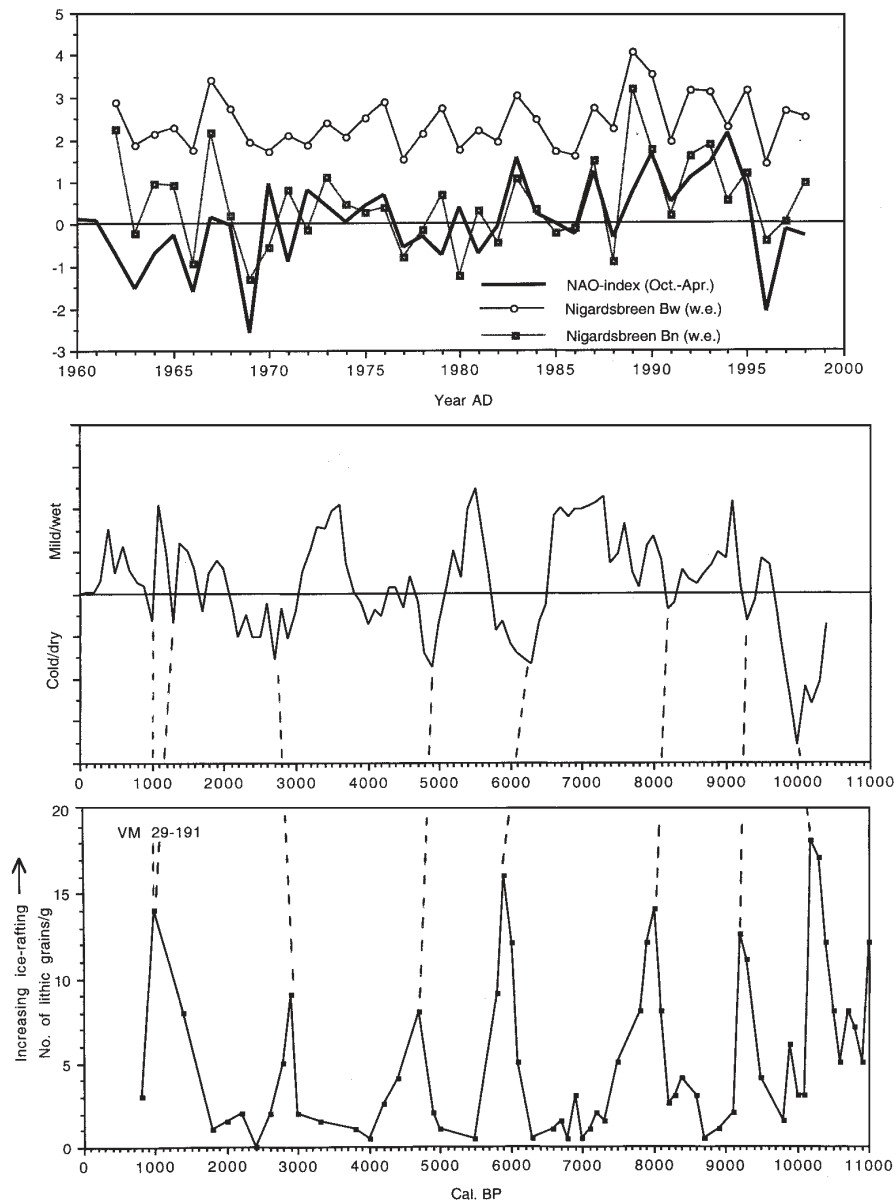 5
4
3
2
1
0
-1
-2
-3
NAO-index (Oct.-Apr.)
Nigardsbreen Bw (w.e.)
Nigardsbreen Bn (w.e.)
1960 1965 1970 1975 1980 1985 1990 1995 2000
Year AD
Mild/wet
Cold/dry
0 1000 2000 3000 4000 5000 6000 7000 8000 9000 10000 11000
20
15
10
5
0
VM 29-191
Increasing ice-rafting
No. of lithic grains/g
0 1000 2000 3000 4000 5000 6000 7000 8000 9000 10000 11000
Cal. BP